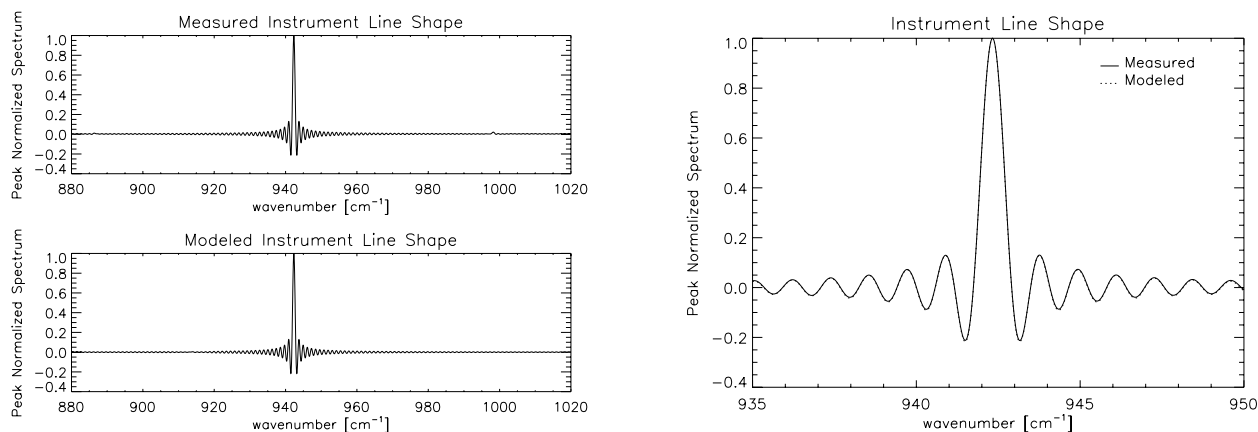 Measured Instrument Line Shape
Peak Normalized Spectrum
1.0
0.8
0.6
0.4
0.2
0.0
−0.2
−0.4
880 900 920 940 960 980 1000 1020
wavenumber [cm⁻¹]
Modeled Instrument Line Shape
Peak Normalized Spectrum
1.0
0.8
0.6
0.4
0.2
0.0
−0.2
−0.4
880 900 920 940 960 980 1000 1020
wavenumber [cm⁻¹]
Instrument Line Shape
Peak Normalized Spectrum
1.0
0.8
0.6
0.4
0.2
0.0
−0.2
−0.4
Measured
Modeled
935 940 945 950
wavenumber [cm⁻¹]